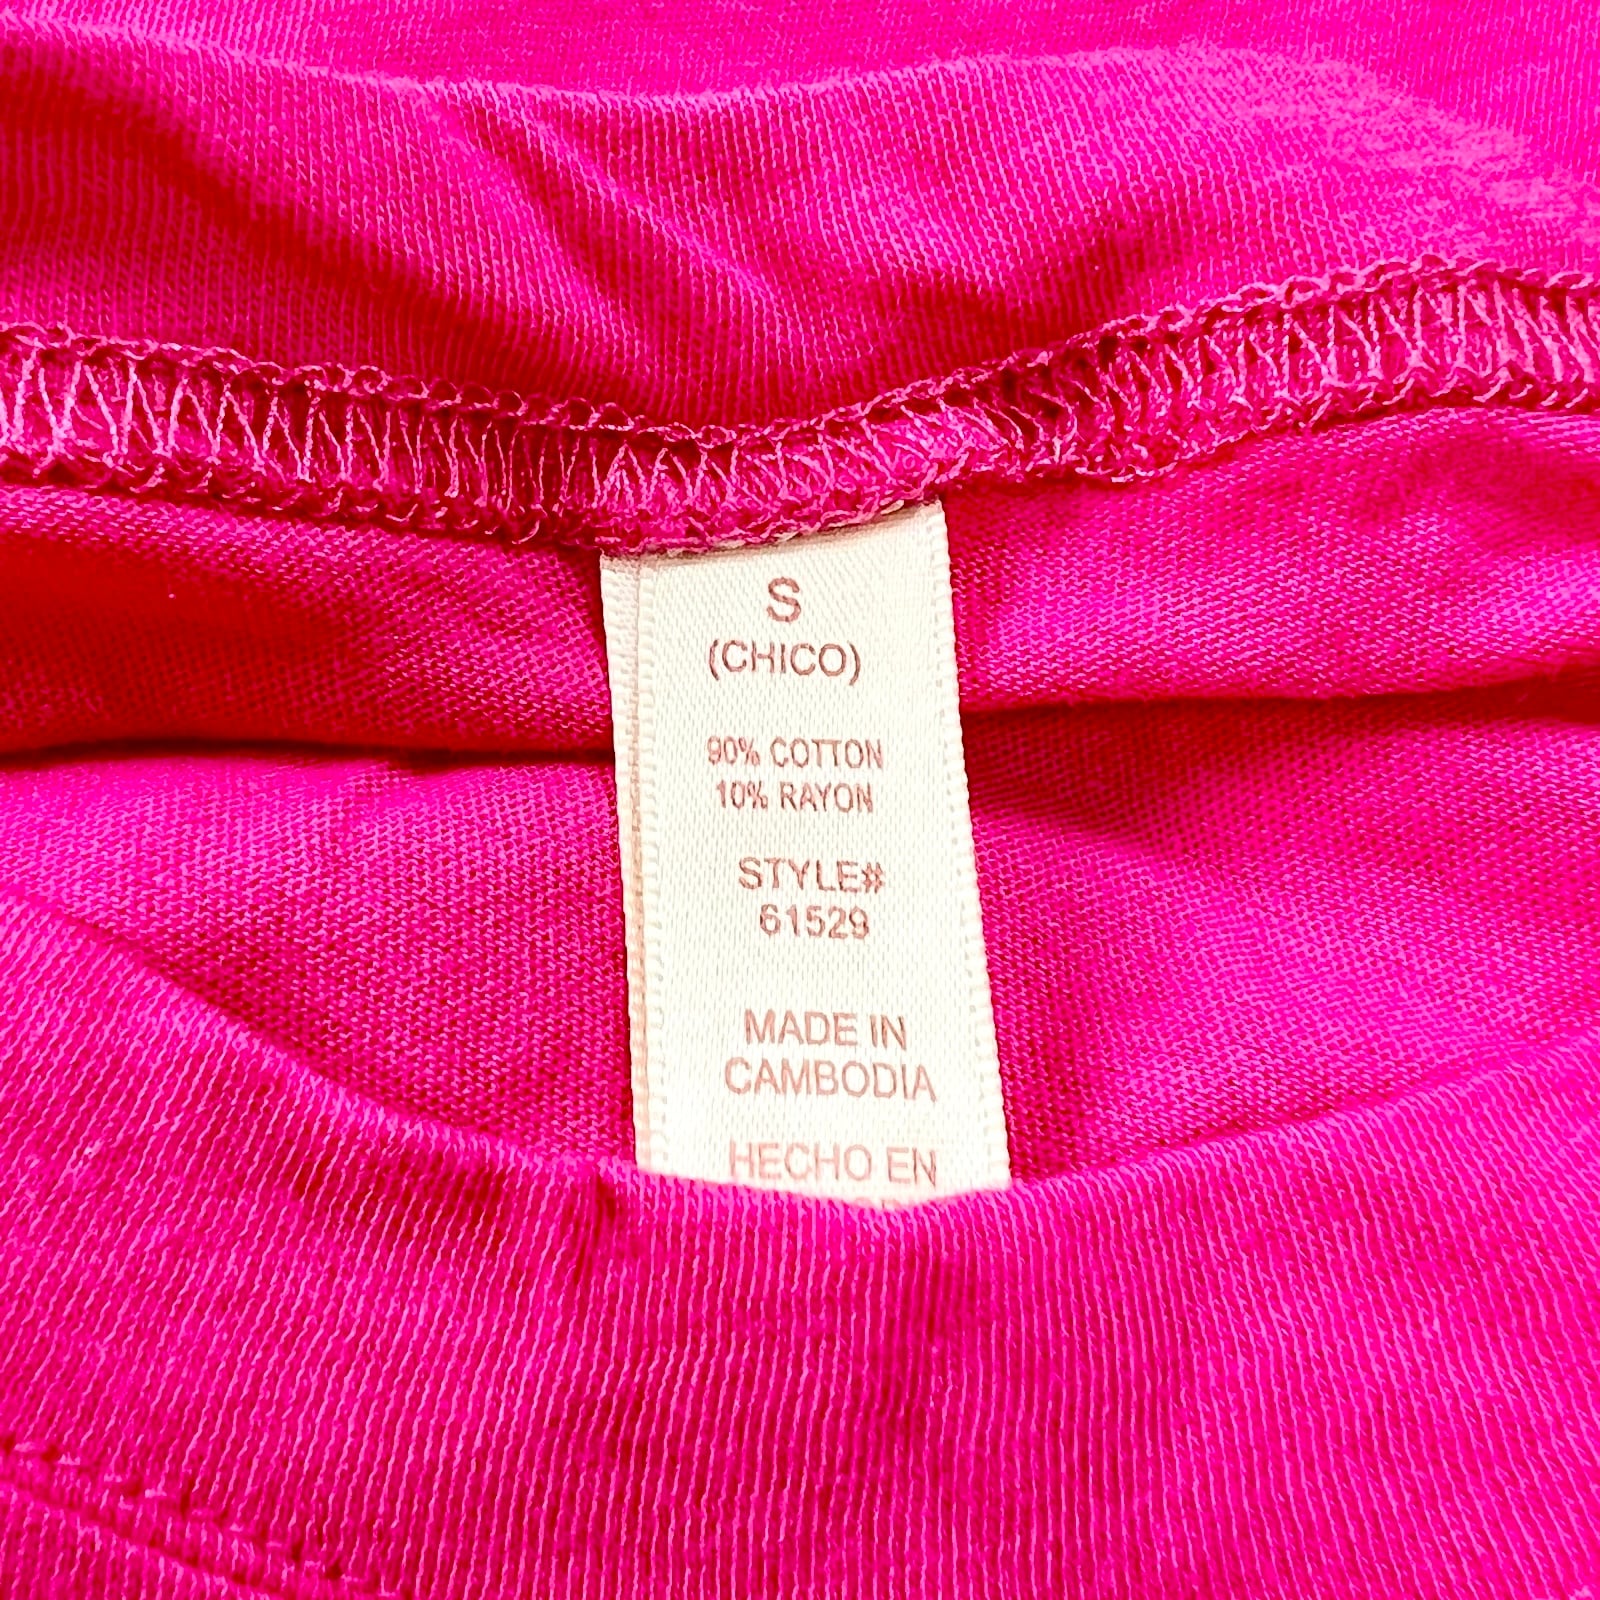 S
(CHICO)
90% COTTON
10% RAYON
STYLE#
61529
MADE IN
CAMBODIA
HECHO EN